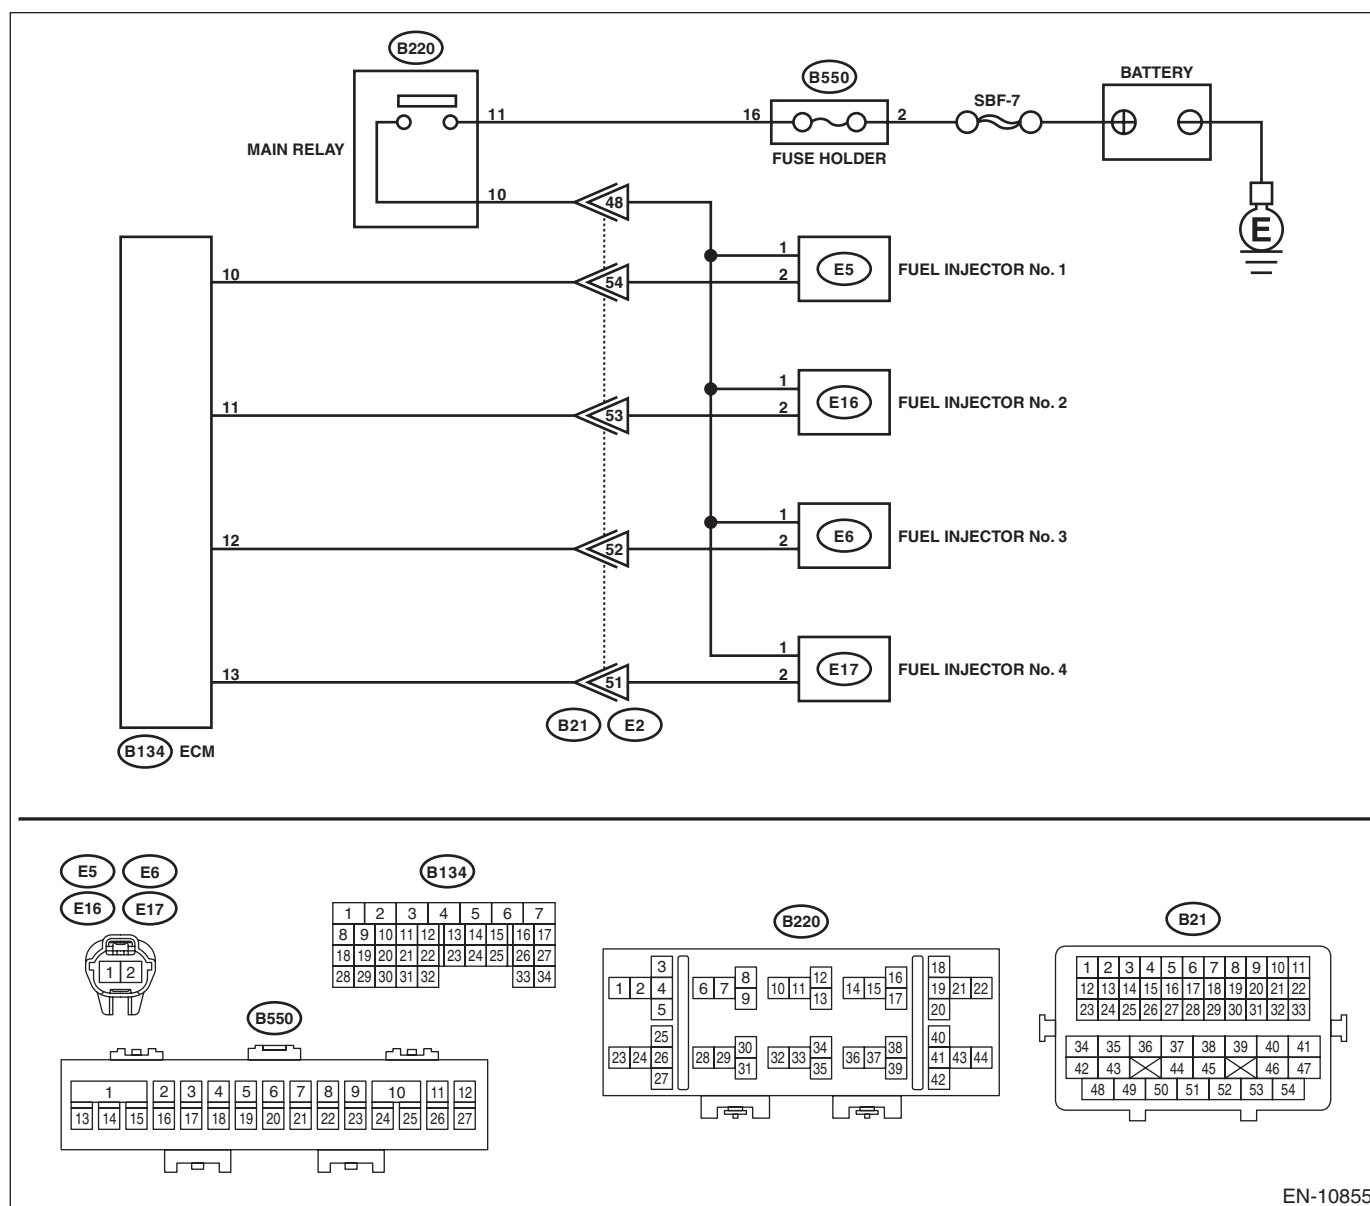 B220
B550
BATTERY
SBF-7
11
16
2
MAIN RELAY
FUSE HOLDER
10
48
E
1
10
54
2
E5
FUEL INJECTOR No. 1
1
11
53
2
E16
FUEL INJECTOR No. 2
1
12
52
2
E6
FUEL INJECTOR No. 3
1
13
51
2
E17
FUEL INJECTOR No. 4
B21 E2
B134 ECM
E5 E6
E16 E17
1 2
B134
1 2 3 4 5 6 7
8 9 10 11 12 13 14 15 16 17
18 19 20 21 22 23 24 25 26 27
28 29 30 31 32 33 34
B550
1 2 3 4 5 6 7 8 9 10 11 12
13 14 15 16 17 18 19 20 21 22 23 24 25 26 27
B220
3 8 12 16 18
1 2 4 6 7 10 11 14 15 19 21 22
5 9 13 17 20
25 30 34 38 40
23 24 26 28 29 32 33 36 37 41 43 44
27 31 35 39 42
B21
1 2 3 4 5 6 7 8 9 10 11
12 13 14 15 16 17 18 19 20 21 22
23 24 25 26 27 28 29 30 31 32 33
34 35 36 37 38 39 40 41
42 43 44 45 46 47
48 49 50 51 52 53 54
EN-10855